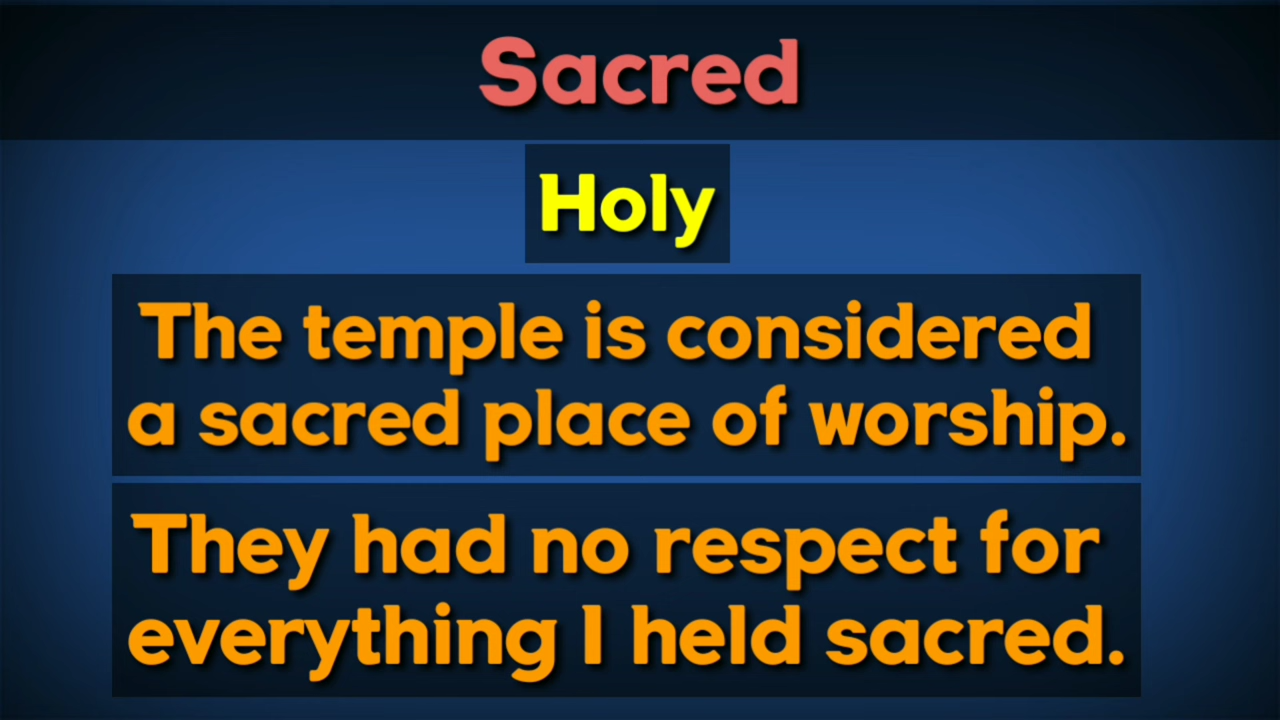 Sacred
Holy
The temple is considered
a sacred place of worship.
They had no respect for
everything I held sacred.